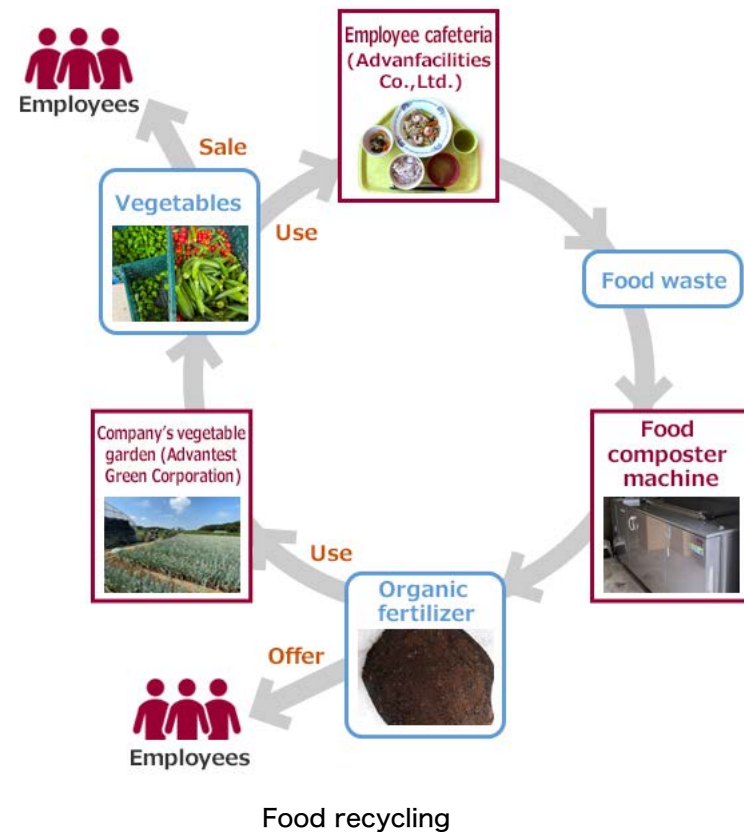 Employee cafeteria
(Advanfacilities
Co.,Ltd.)
Employees
Sale
Vegetables
Use
Food waste
Company's vegetable
garden (Advantest
Green Corporation)
Food
composter
machine
Use
Organic
fertilizer
Offer
Employees
Food recycling